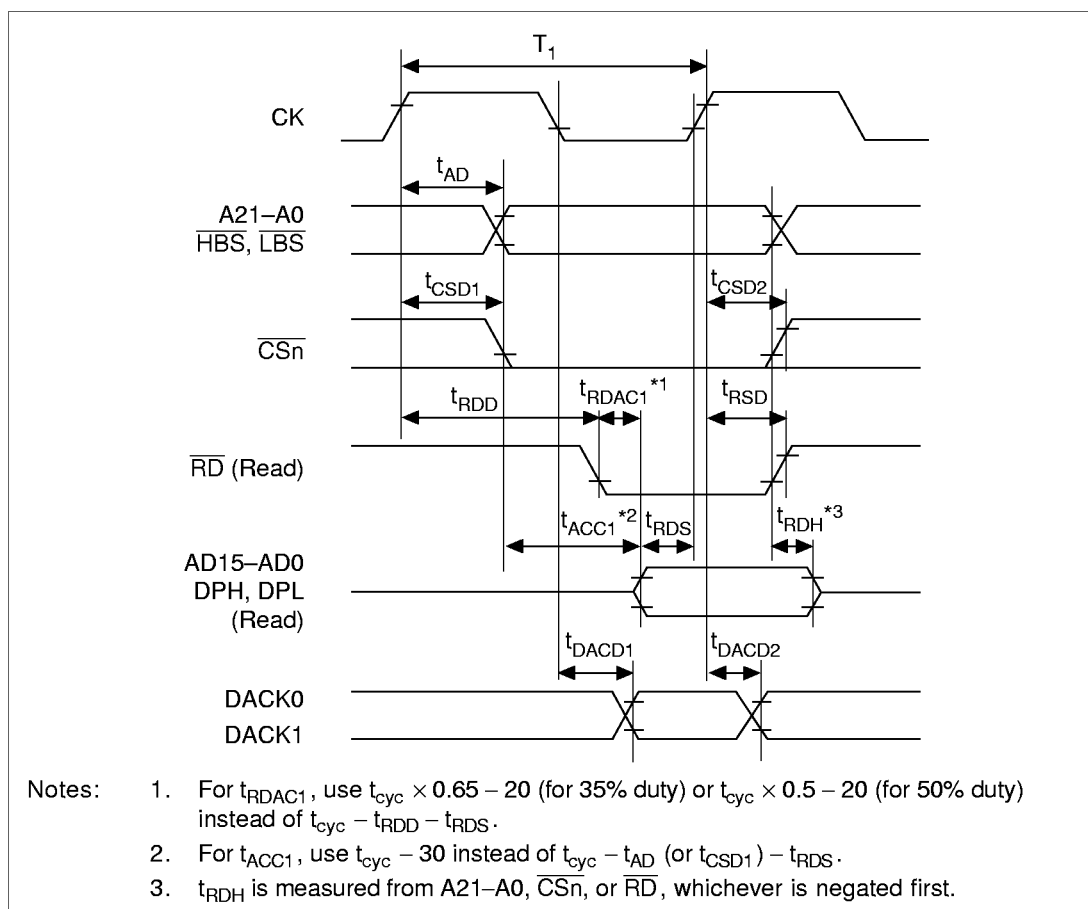 T1
CK
tAD
A21–A0
HBS, LBS
tCSD1
tCSD2
CSn
tRDD
tRDAC1*1
tRSD
RD (Read)
tACC1*2
tRDS
tRDH*3
AD15–AD0
DPH, DPL
(Read)
tDACD1
tDACD2
DACK0
DACK1
Notes: 1. For tRDAC1, use tcyc × 0.65 – 20 (for 35% duty) or tcyc × 0.5 – 20 (for 50% duty)
instead of tcyc – tRDD – tRDS.
2. For tACC1, use tcyc – 30 instead of tcyc – tAD (or tCSD1) – tRDS.
3. tRDH is measured from A21–A0, CSn, or RD, whichever is negated first.